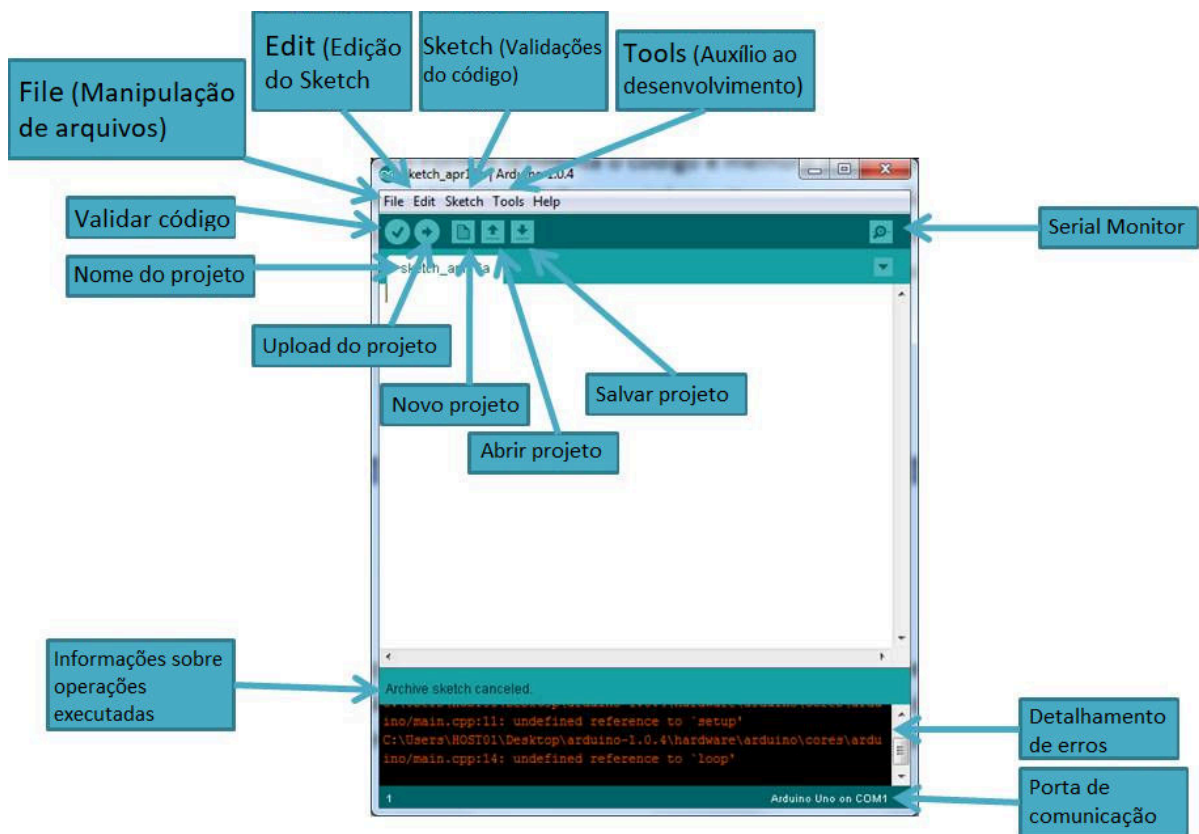 Edit (Edição
do Sketch
Sketch (Validações
do código)
Tools (Auxílio ao
desenvolvimento)
File (Manipulação
de arquivos)
Arduino 1.0.4
File Edit Sketch Tools Help
Validar código
Serial Monitor
Nome do projeto
Upload do projeto
Novo projeto
Salvar projeto
Abrir projeto
Informações sobre
operações
executadas
Archive sketch canceled.
ino/main.cpp:11: undefined reference to `setup'
C:\Users\HOST01\Desktop\arduino-1.0.4\hardware\arduino\cores\ardu
ino/main.cpp:14: undefined reference to `loop'
Detalhamento
de erros
1
Arduino Uno on COM1
Porta de
comunicação